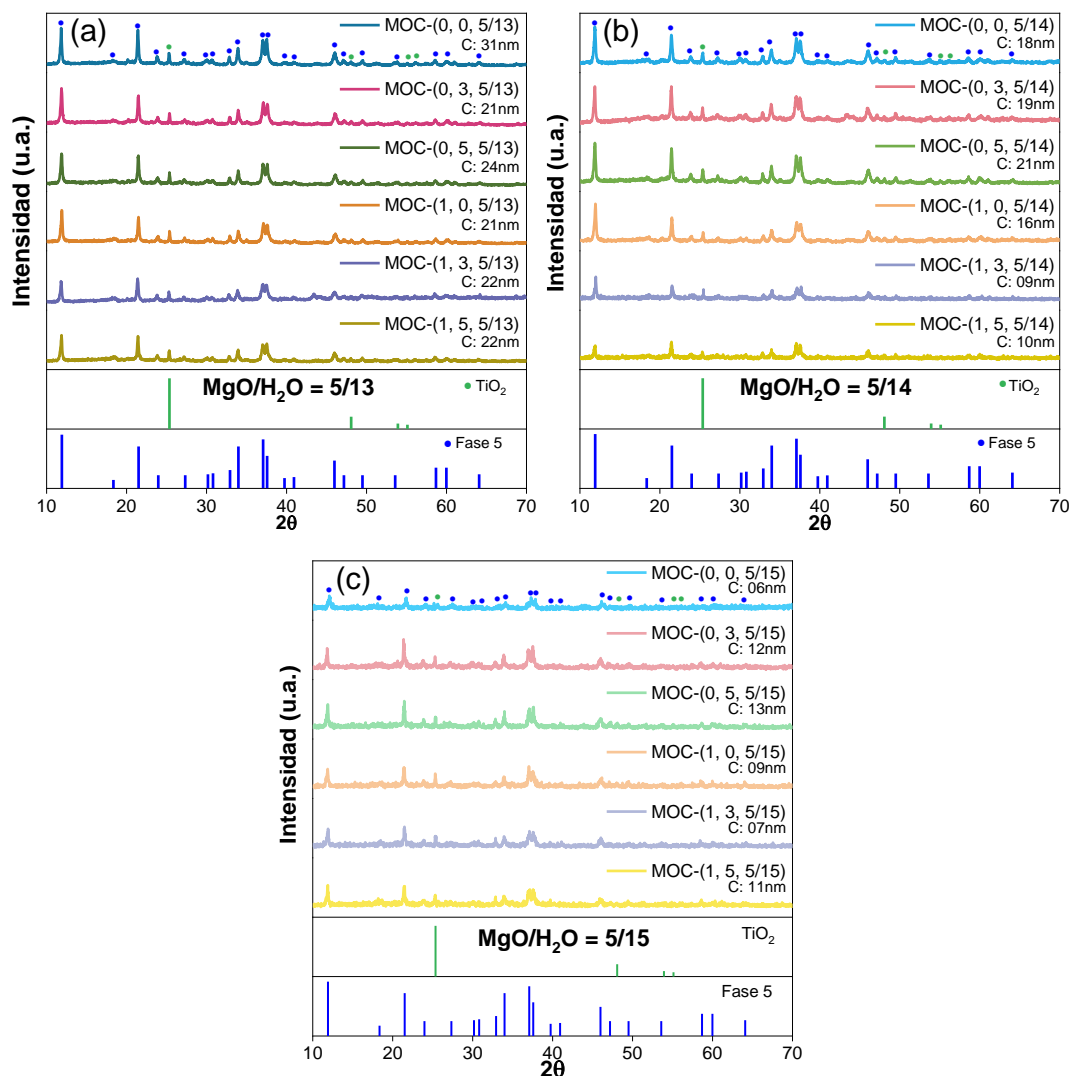 (a)
MOC-(0, 0, 5/13)
C: 31nm
MOC-(0, 3, 5/13)
C: 21nm
MOC-(0, 5, 5/13)
C: 24nm
MOC-(1, 0, 5/13)
C: 21nm
MOC-(1, 3, 5/13)
C: 22nm
MOC-(1, 5, 5/13)
C: 22nm
Intensidad (u.a.)
MgO/H₂O = 5/13
TiO₂
Fase 5
10 20 30 40 50 60 70
2θ
(b)
MOC-(0, 0, 5/14)
C: 18nm
MOC-(0, 3, 5/14)
C: 19nm
MOC-(0, 5, 5/14)
C: 21nm
MOC-(1, 0, 5/14)
C: 16nm
MOC-(1, 3, 5/14)
C: 09nm
MOC-(1, 5, 5/14)
C: 10nm
Intensidad (u.a.)
MgO/H₂O = 5/14
TiO₂
Fase 5
10 20 30 40 50 60 70
2θ
(c)
MOC-(0, 0, 5/15)
C: 06nm
MOC-(0, 3, 5/15)
C: 12nm
MOC-(0, 5, 5/15)
C: 13nm
MOC-(1, 0, 5/15)
C: 09nm
MOC-(1, 3, 5/15)
C: 07nm
MOC-(1, 5, 5/15)
C: 11nm
Intensidad (u.a.)
MgO/H₂O = 5/15
TiO₂
Fase 5
10 20 30 40 50 60 70
2θ